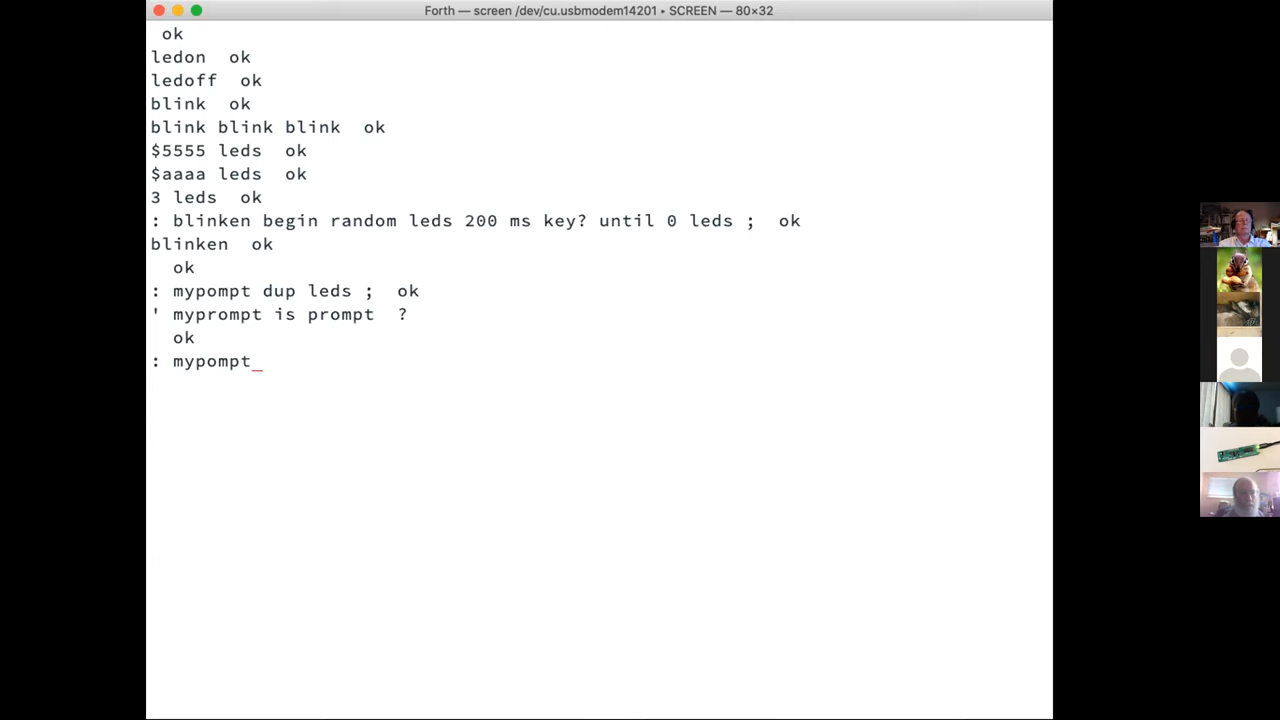 Forth — screen /dev/cu.usbmodem14201 ▸ SCREEN — 80×32
ok
ledon ok
ledoff ok
blink ok
blink blink blink ok
$5555 leds ok
$aaaa leds ok
3 leds ok
: blinken begin random leds 200 ms key? until 0 leds ; ok
blinken ok
ok
: mypompt dup leds ; ok
' myprompt is prompt ?
ok
: mypompt_